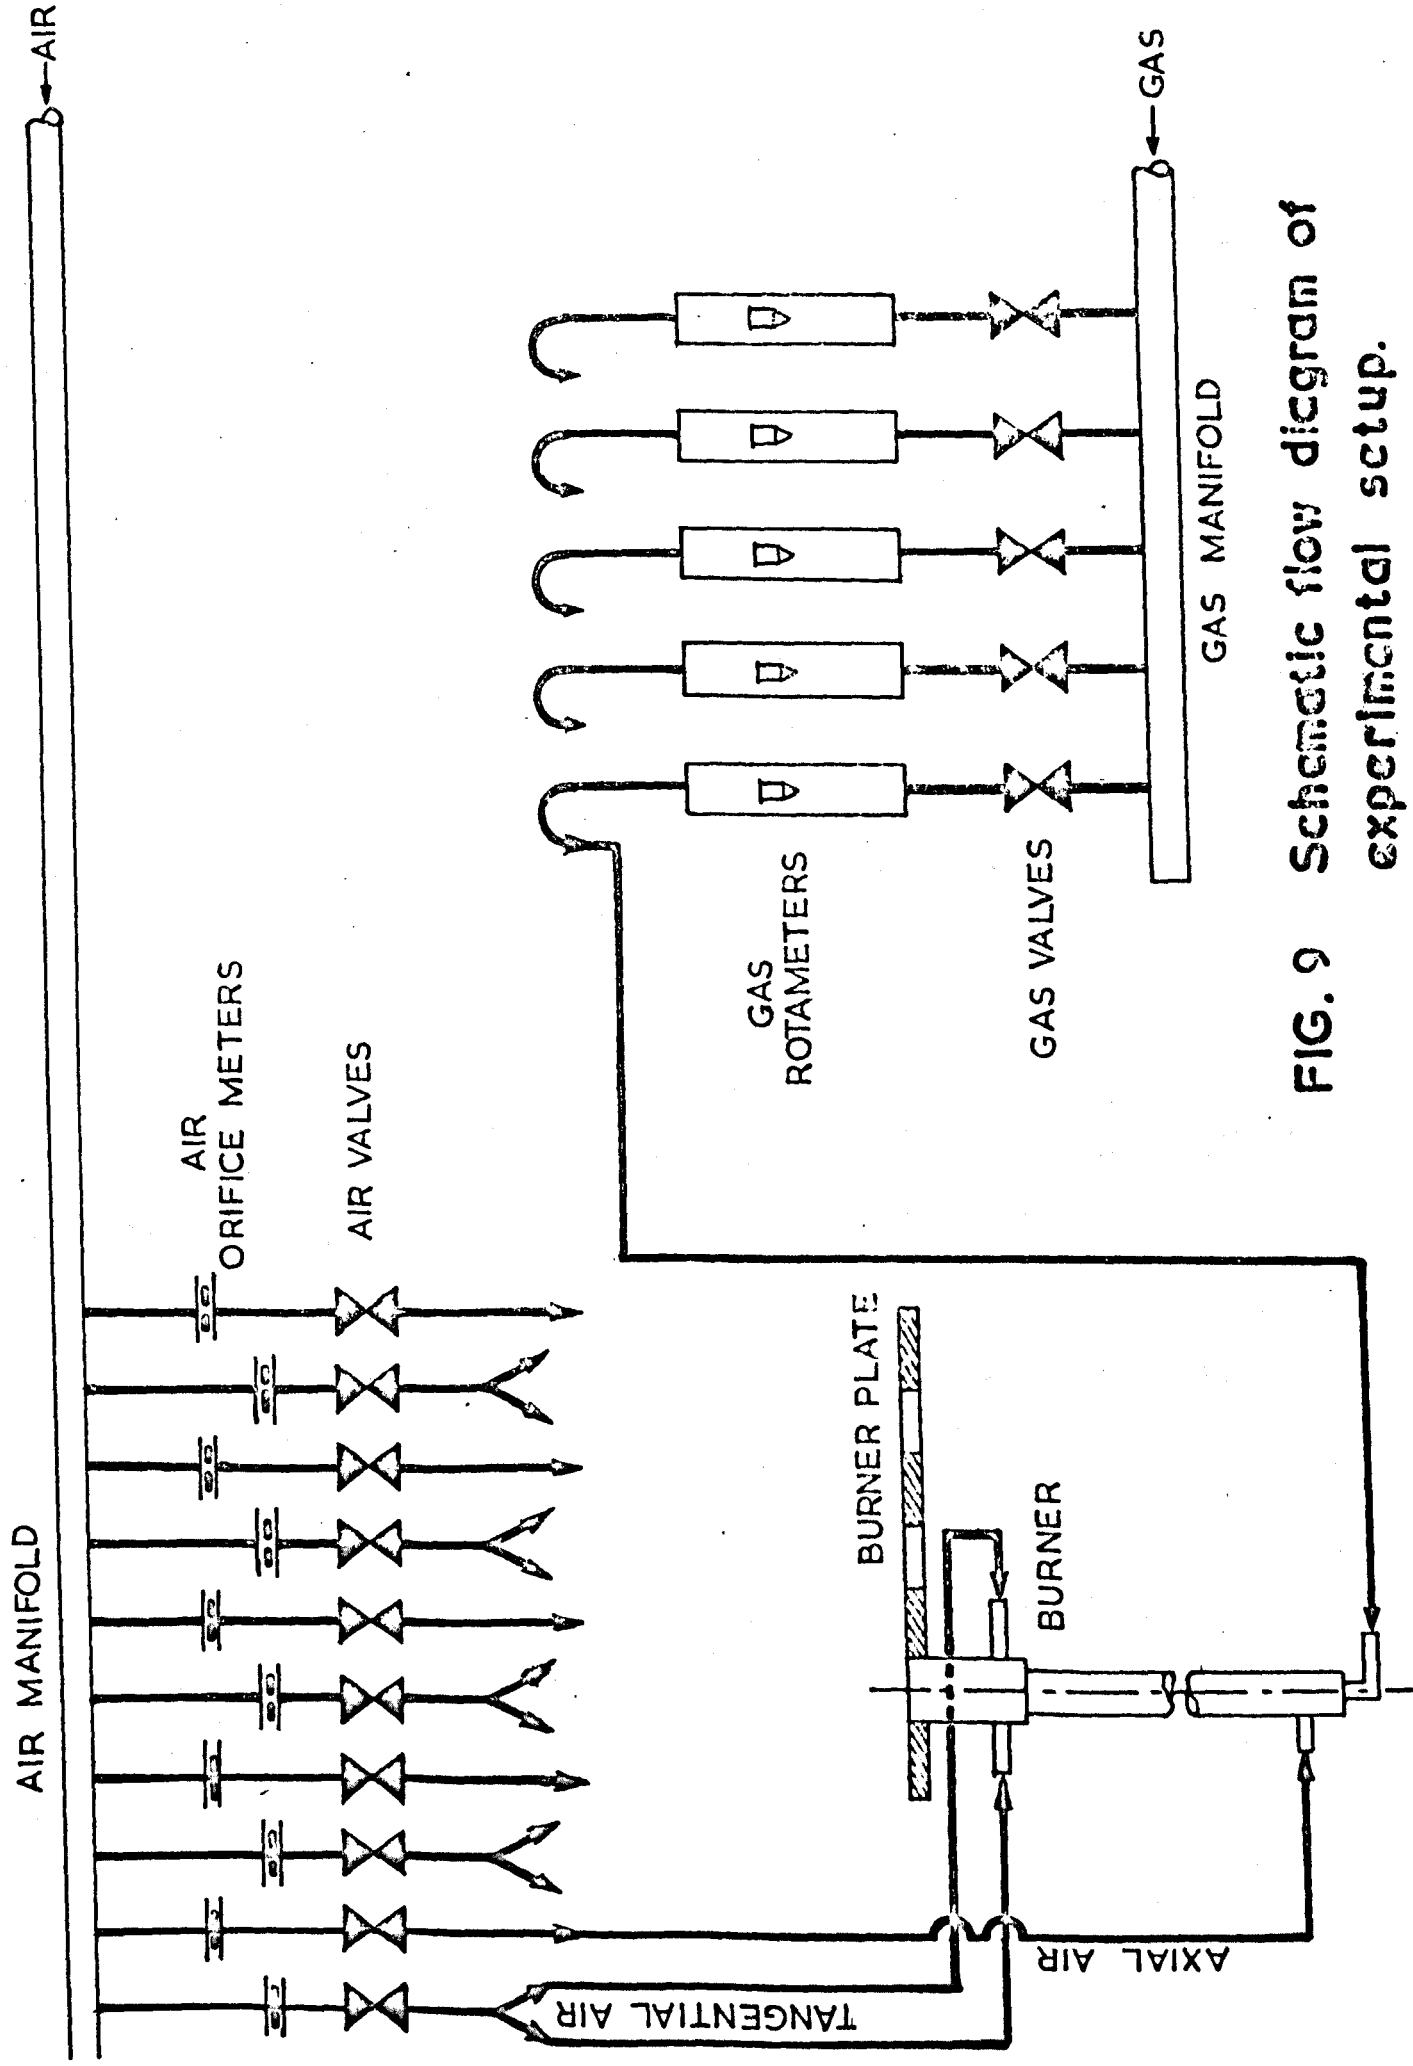 AIR
AIR MANIFOLD
AIR
ORIFICE METERS
AIR VALVES
TANGENTIAL AIR
AXIAL AIR
BURNER PLATE
BURNER
GAS
ROTAMETERS
GAS VALVES
GAS MANIFOLD
GAS
FIG. 9 Schematic flow diagram of
experimental setup.